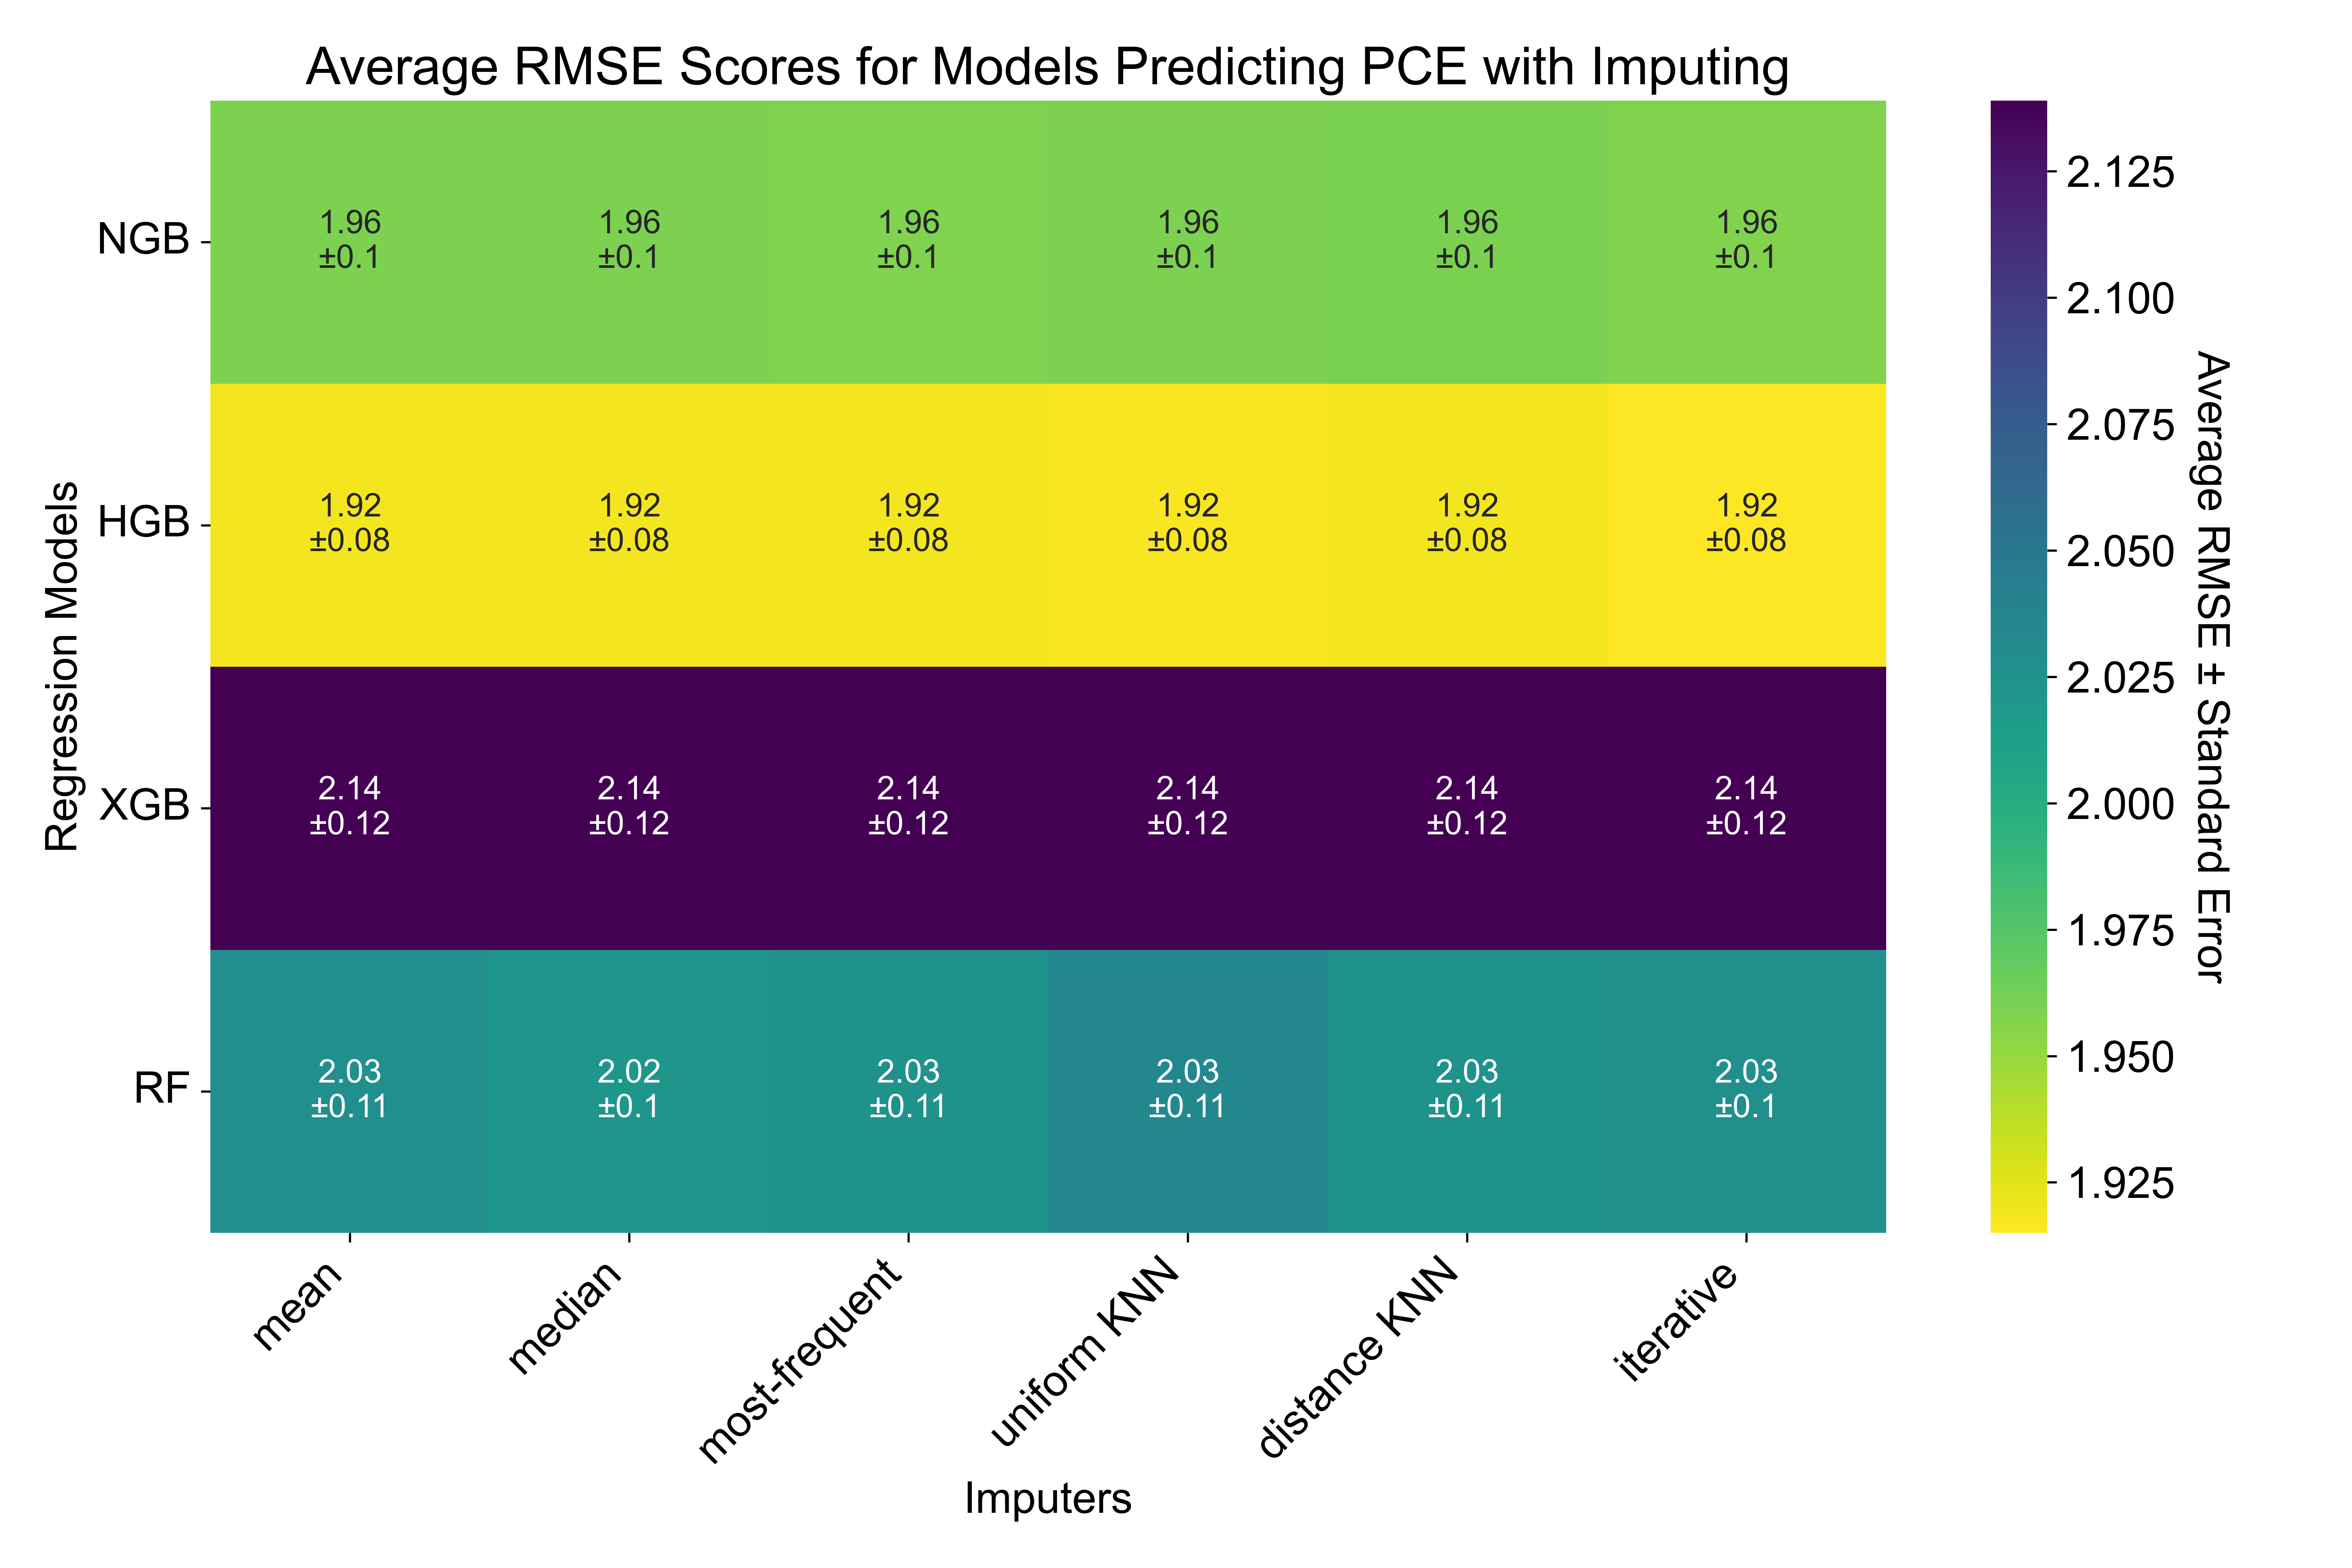 Average RMSE Scores for Models Predicting PCE with Imputing
Regression Models
NGB
1.96 1.96 1.96 1.96 1.96 1.96
±0.1 ±0.1 ±0.1 ±0.1 ±0.1 ±0.1
HGB
1.92 1.92 1.92 1.92 1.92 1.92
±0.08 ±0.08 ±0.08 ±0.08 ±0.08 ±0.08
XGB
2.14 2.14 2.14 2.14 2.14 2.14
±0.12 ±0.12 ±0.12 ±0.12 ±0.12 ±0.12
RF
2.03 2.02 2.03 2.03 2.03 2.03
±0.11 ±0.1 ±0.11 ±0.11 ±0.11 ±0.1
mean
median
most-frequent
uniform KNN
distance KNN
iterative
Imputers
2.125
2.100
2.075
2.050
2.025
2.000
1.975
1.950
1.925
Average RMSE ± Standard Error